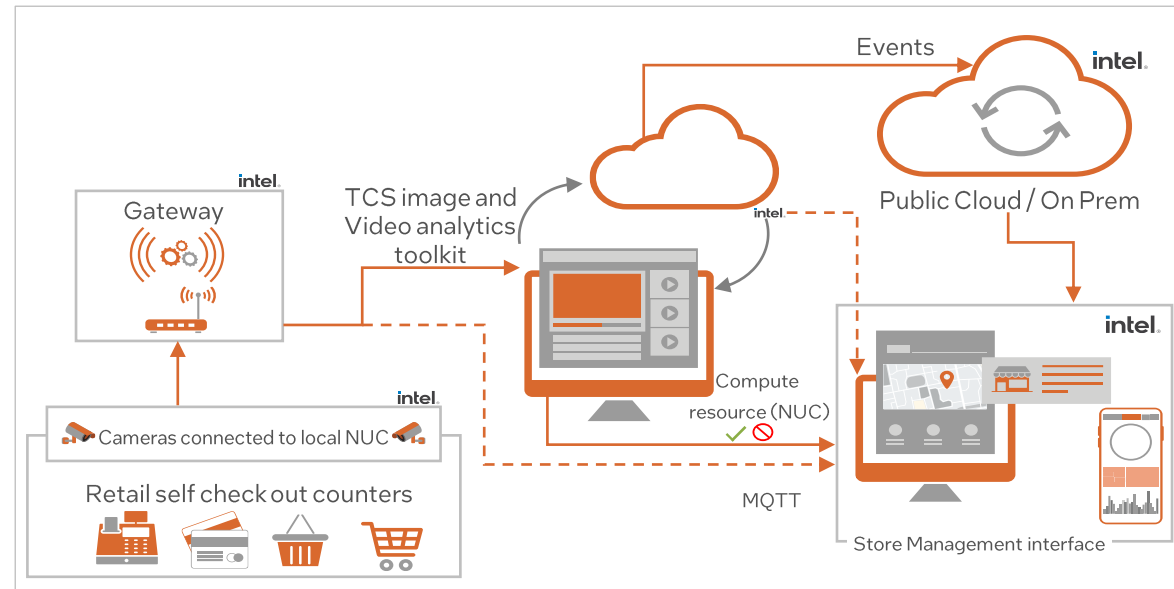 Events
intel.
Public Cloud / On Prem
intel.
Gateway
TCS image and
Video analytics
toolkit
intel.
intel.
Compute
resource (NUC)
MQTT
intel.
Cameras connected to local NUC
Retail self check out counters
Store Management interface